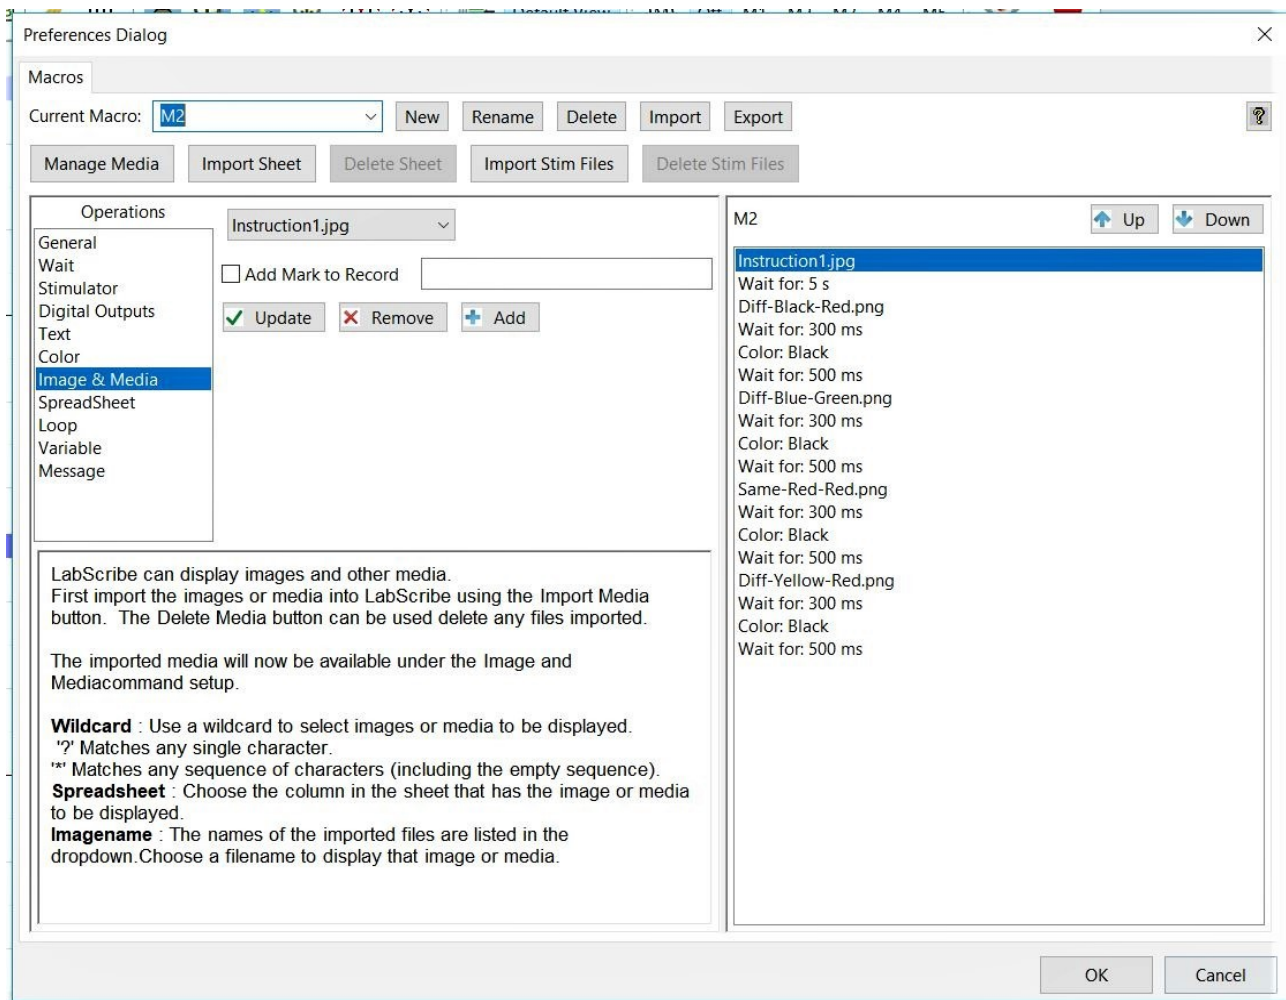 Default View
Preferences Dialog
Macros
Current Macro: M2 New Rename Delete Import Export ?
Manage Media Import Sheet Delete Sheet Import Stim Files Delete Stim Files
Operations
General
Wait
Stimulator
Digital Outputs
Text
Color
Image & Media
SpreadSheet
Loop
Variable
Message
Instruction1.jpg
Add Mark to Record
Update Remove Add
LabScribe can display images and other media.
First import the images or media into LabScribe using the Import Media
button. The Delete Media button can be used delete any files imported.
The imported media will now be available under the Image and
Mediacommand setup.
Wildcard : Use a wildcard to select images or media to be displayed.
'?' Matches any single character.
'*' Matches any sequence of characters (including the empty sequence).
Spreadsheet : Choose the column in the sheet that has the image or media
to be displayed.
Imagename : The names of the imported files are listed in the
dropdown.Choose a filename to display that image or media.
M2 Up Down
Instruction1.jpg
Wait for: 5 s
Diff-Black-Red.png
Wait for: 300 ms
Color: Black
Wait for: 500 ms
Diff-Blue-Green.png
Wait for: 300 ms
Color: Black
Wait for: 500 ms
Same-Red-Red.png
Wait for: 300 ms
Color: Black
Wait for: 500 ms
Diff-Yellow-Red.png
Wait for: 300 ms
Color: Black
Wait for: 500 ms
OK Cancel